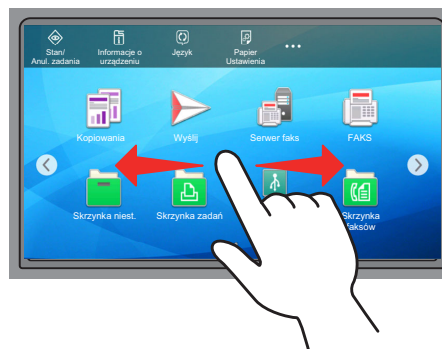 Stan/
Anul. zadania
Informacje o
urządzeniu
Język
Papier
Ustawienia
Kopiowania
Wyślij
Serwer faks
FAKS
Skrzynka niest.
Skrzynka zadań
Skrzynka
faksów